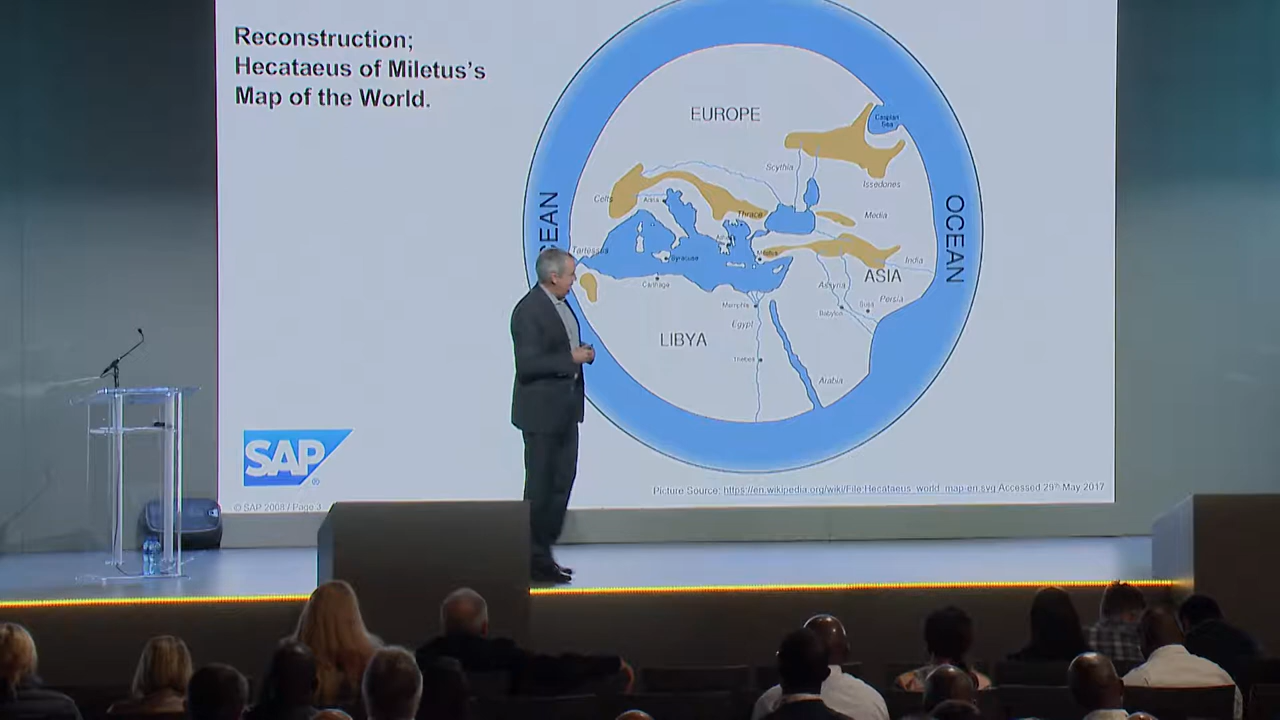 Reconstruction;
Hecataeus of Miletus's
Map of the World.
EUROPE
Caspian
Sea
Scythia
Issedones
Celts
Adria
Thrace
Media
OCEAN
Tartessus
Syracuse
Miletus
India
ASIA
Carthage
Assyria
Persia
Susa
Memphis
Babylon
Egypt
LIBYA
Thebes
Arabia
SAP
®
Picture Source: https://en.wikipedia.org/wiki/File:Hecataeus_world_map-en.svg Accessed 29th May 2017
© SAP 2008 / Page 3